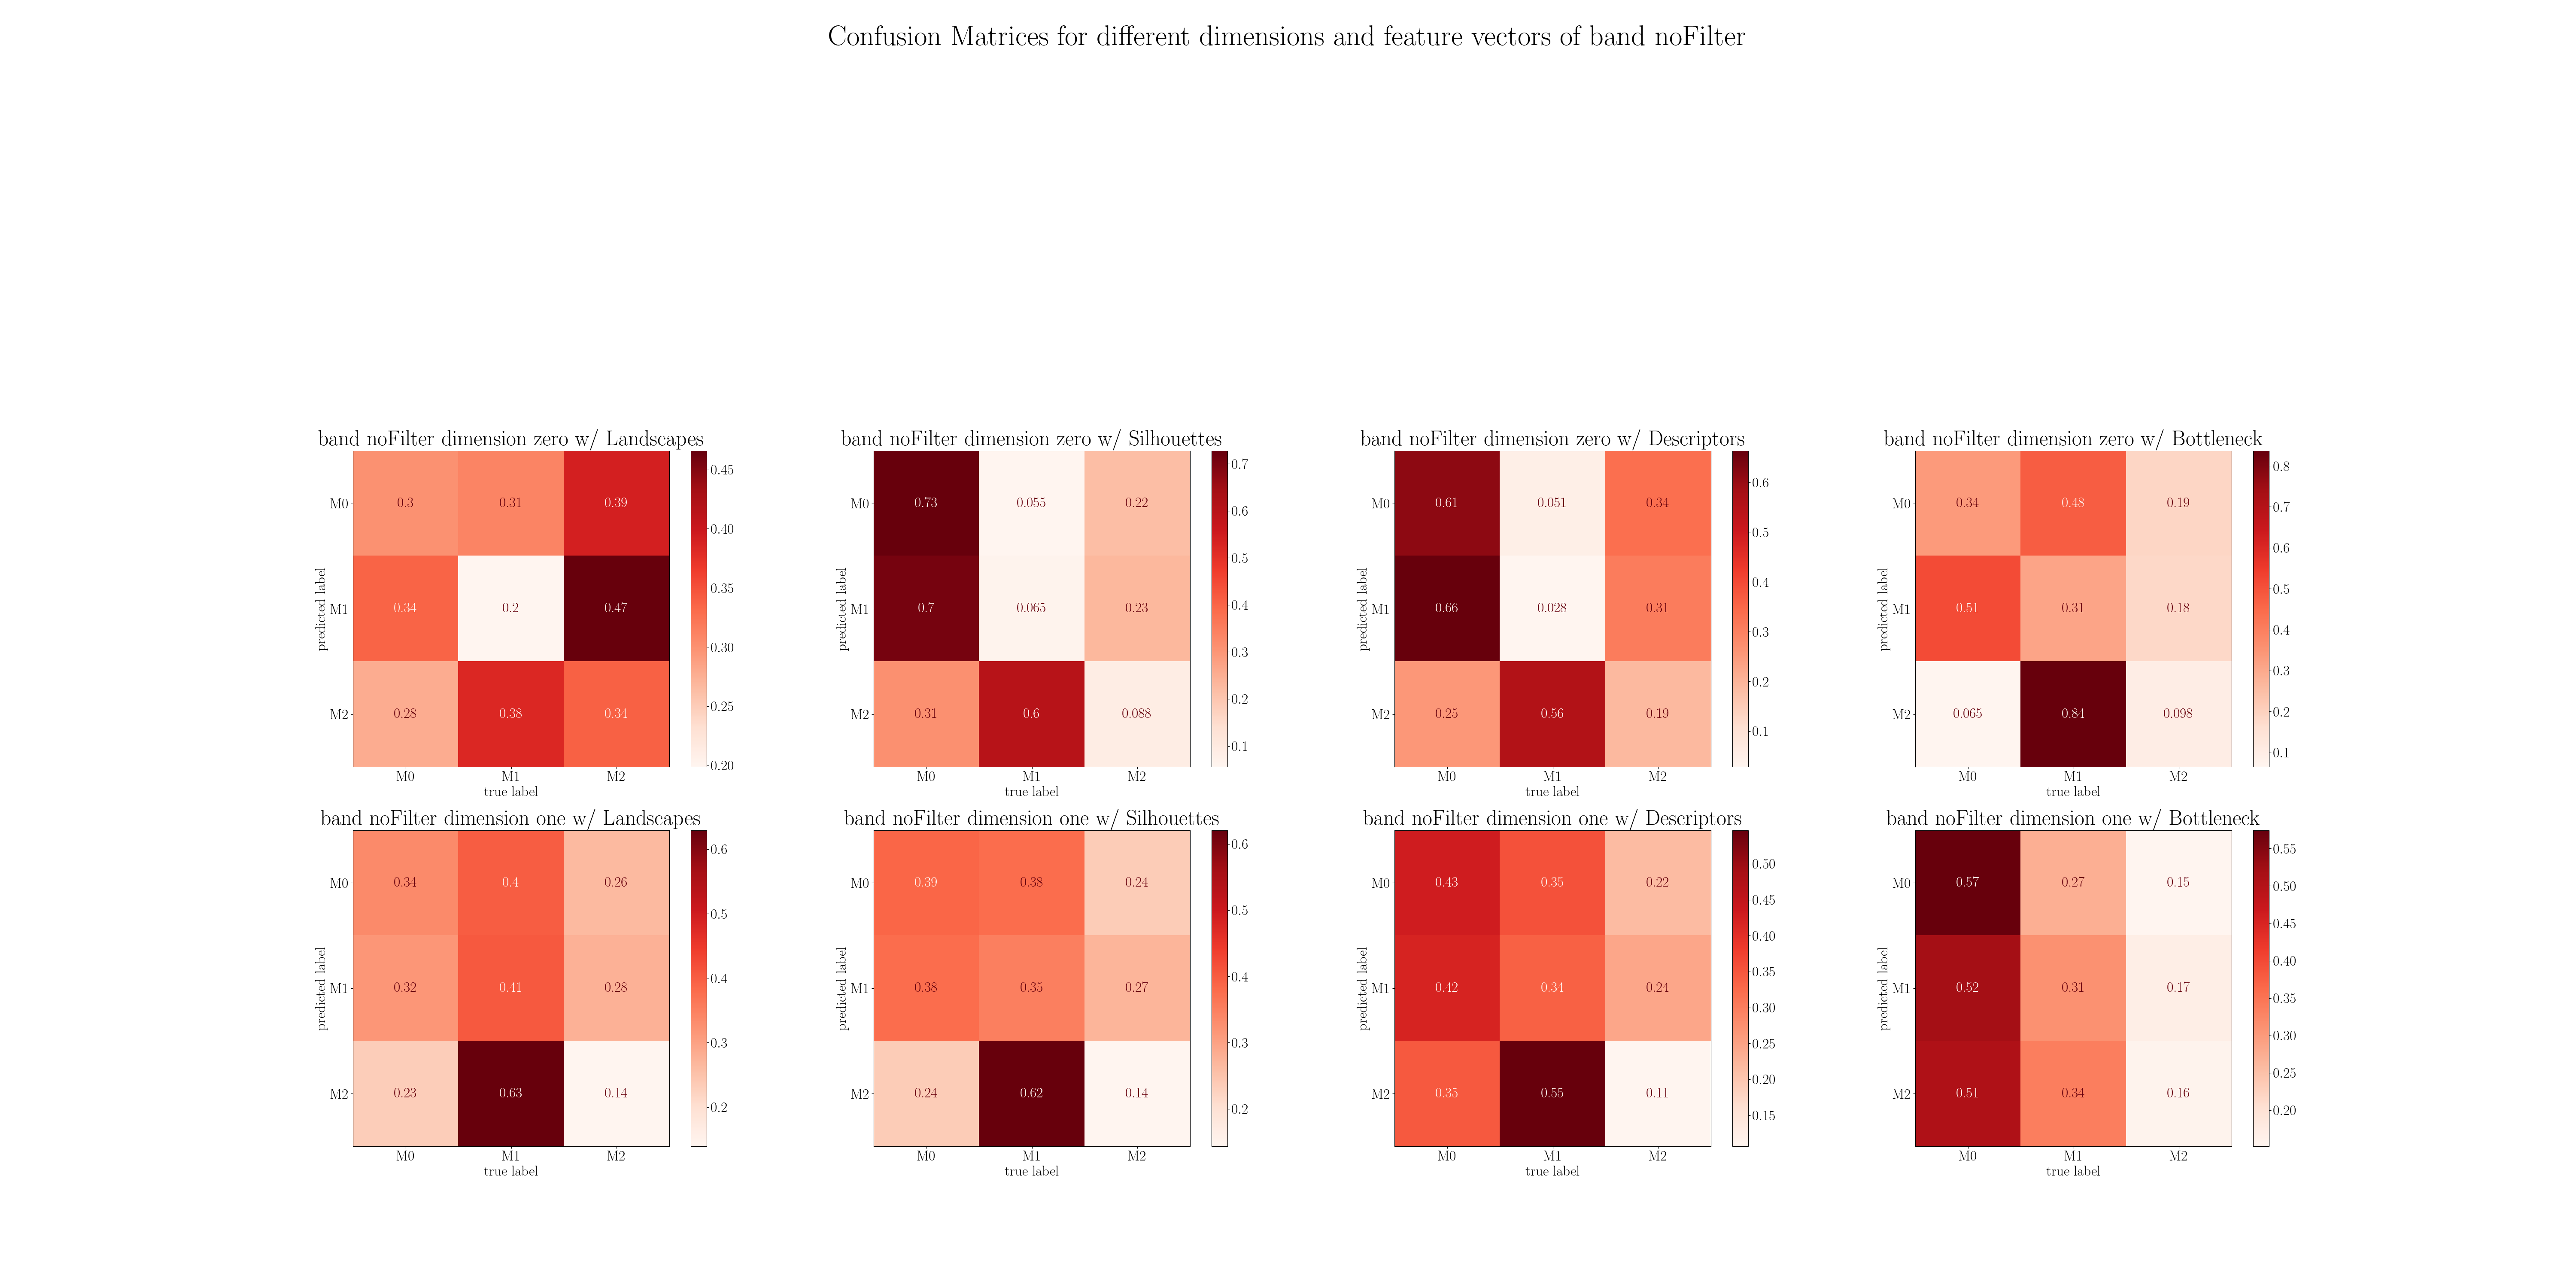 Confusion Matrices for different dimensions and feature vectors of band noFilter
band noFilter dimension zero w/ Landscapes
predicted label
M0 0.3 0.31 0.39
M1 0.34 0.2 0.47
M2 0.28 0.38 0.34
M0 M1 M2
true label
0.45
0.40
0.35
0.30
0.25
0.20
band noFilter dimension zero w/ Silhouettes
predicted label
M0 0.73 0.055 0.22
M1 0.7 0.065 0.23
M2 0.31 0.6 0.088
M0 M1 M2
true label
0.7
0.6
0.5
0.4
0.3
0.2
0.1
band noFilter dimension zero w/ Descriptors
predicted label
M0 0.61 0.051 0.34
M1 0.66 0.028 0.31
M2 0.25 0.56 0.19
M0 M1 M2
true label
0.6
0.5
0.4
0.3
0.2
0.1
band noFilter dimension zero w/ Bottleneck
predicted label
M0 0.34 0.48 0.19
M1 0.51 0.31 0.18
M2 0.065 0.84 0.098
M0 M1 M2
true label
0.8
0.7
0.6
0.5
0.4
0.3
0.2
0.1
band noFilter dimension one w/ Landscapes
predicted label
M0 0.34 0.4 0.26
M1 0.32 0.41 0.28
M2 0.23 0.63 0.14
M0 M1 M2
true label
0.6
0.5
0.4
0.3
0.2
band noFilter dimension one w/ Silhouettes
predicted label
M0 0.39 0.38 0.24
M1 0.38 0.35 0.27
M2 0.24 0.62 0.14
M0 M1 M2
true label
0.6
0.5
0.4
0.3
0.2
band noFilter dimension one w/ Descriptors
predicted label
M0 0.43 0.35 0.22
M1 0.42 0.34 0.24
M2 0.35 0.55 0.11
M0 M1 M2
true label
0.50
0.45
0.40
0.35
0.30
0.25
0.20
0.15
band noFilter dimension one w/ Bottleneck
predicted label
M0 0.57 0.27 0.15
M1 0.52 0.31 0.17
M2 0.51 0.34 0.16
M0 M1 M2
true label
0.55
0.50
0.45
0.40
0.35
0.30
0.25
0.20